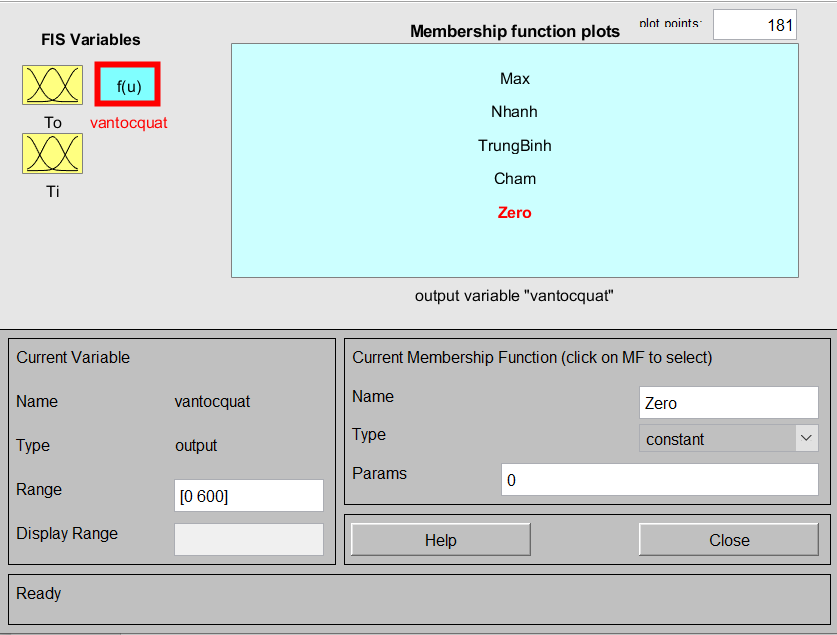 FIS Variables
Membership function plots
plot points:
181
f(u)
To
vantocquat
Ti
Max
Nhanh
TrungBinh
Cham
Zero
output variable "vantocquat"
Current Variable
Name
vantocquat
Type
output
Range
[0 600]
Display Range
Current Membership Function (click on MF to select)
Name
Zero
Type
constant
Params
0
Help
Close
Ready